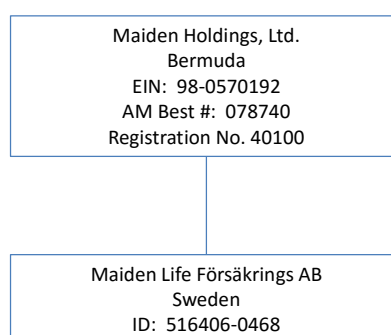 Maiden Holdings, Ltd.
Bermuda
EIN: 98-0570192
AM Best #: 078740
Registration No. 40100
Maiden Life Försäkrings AB
Sweden
ID: 516406-0468